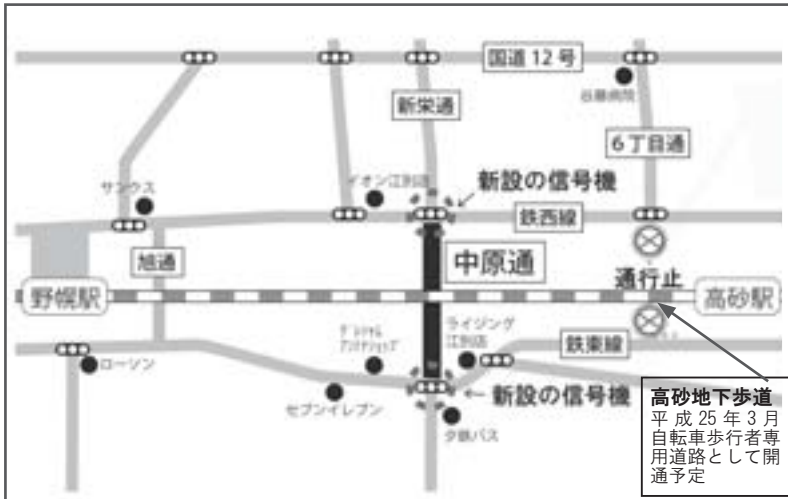 国道12号
新栄通
谷藤病院
6丁目通
サンクス
イオン江別店
新設の信号機
鉄西線
旭通
中原通
通行止
野幌駅
高砂駅
ライジング
江別店
鉄東線
ローソン
セブンイレブン
新設の信号機
夕鉄バス
高砂地下歩道
平成25年3月
自転車歩行者専
用道路として開
通予定